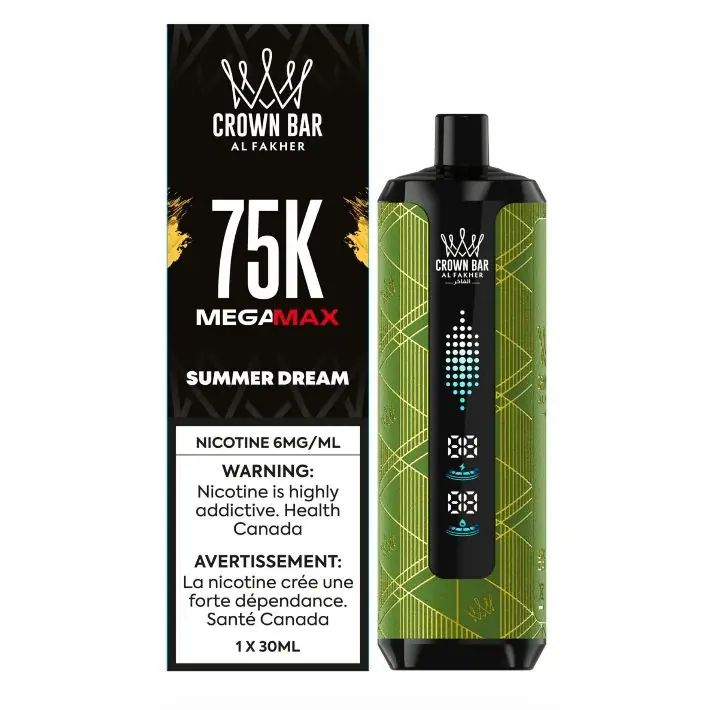 CROWN BAR
AL FAKHER
75K
MEGAMAX
SUMMER DREAM
NICOTINE 6MG/ML
WARNING:
Nicotine is highly
addictive. Health
Canada
AVERTISSEMENT:
La nicotine crée une
forte dépendance.
Santé Canada
1 X 30ML
CROWN BAR
AL FAKHER
الفاخر
88
88